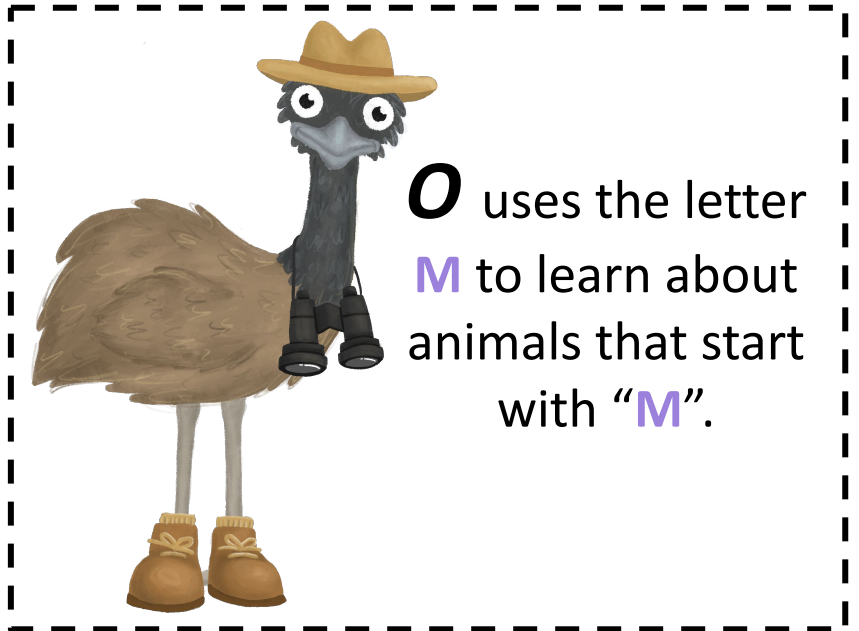 O uses the letter
M to learn about
animals that start
with “M”.